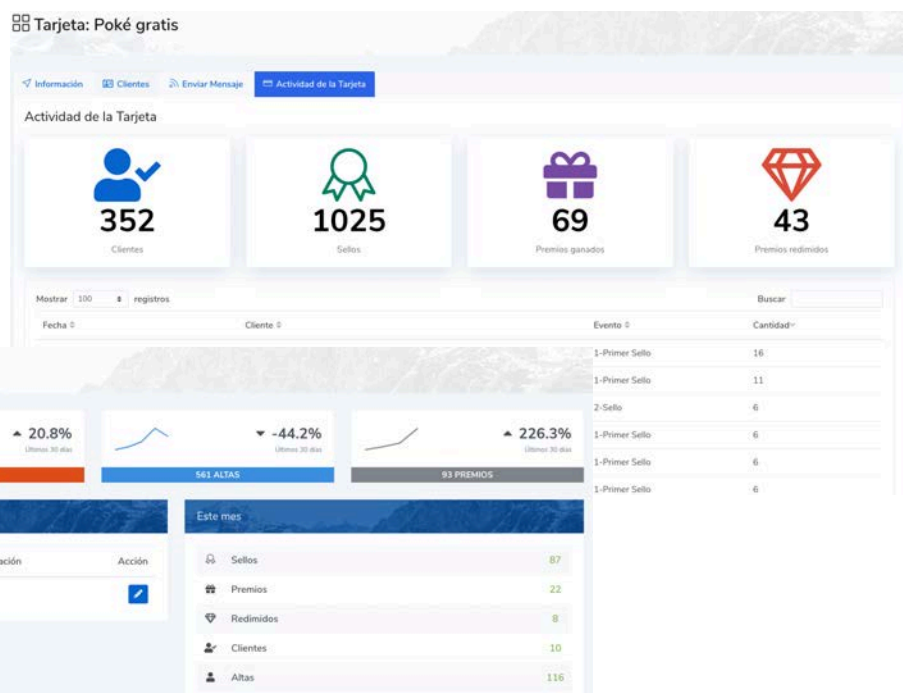 Tarjeta: Poké gratis
Información Clientes Enviar Mensaje Actividad de la Tarjeta
Actividad de la Tarjeta
352 1025 69 43
Clientes Sellos Premios ganados Premios redimidos
Mostrar 100 registros Buscar
Fecha Cliente Evento Cantidad
1-Primer Sello 16
1-Primer Sello 11
2-Sello 6
1-Primer Sello 6
1-Primer Sello 6
1-Primer Sello 6
20.8% -44.2% 226.3%
Últimos 30 días Últimos 30 días Últimos 30 días
561 ALTAS 93 PREMIOS
Este mes
ación Acción
Sellos 87
Premios 22
Redimidos 8
Clientes 10
Altas 116